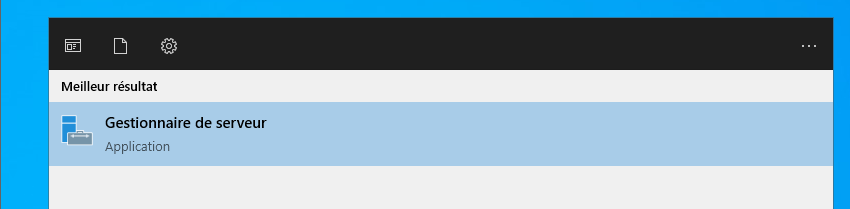 Meilleur résultat
Gestionnaire de serveur
Application